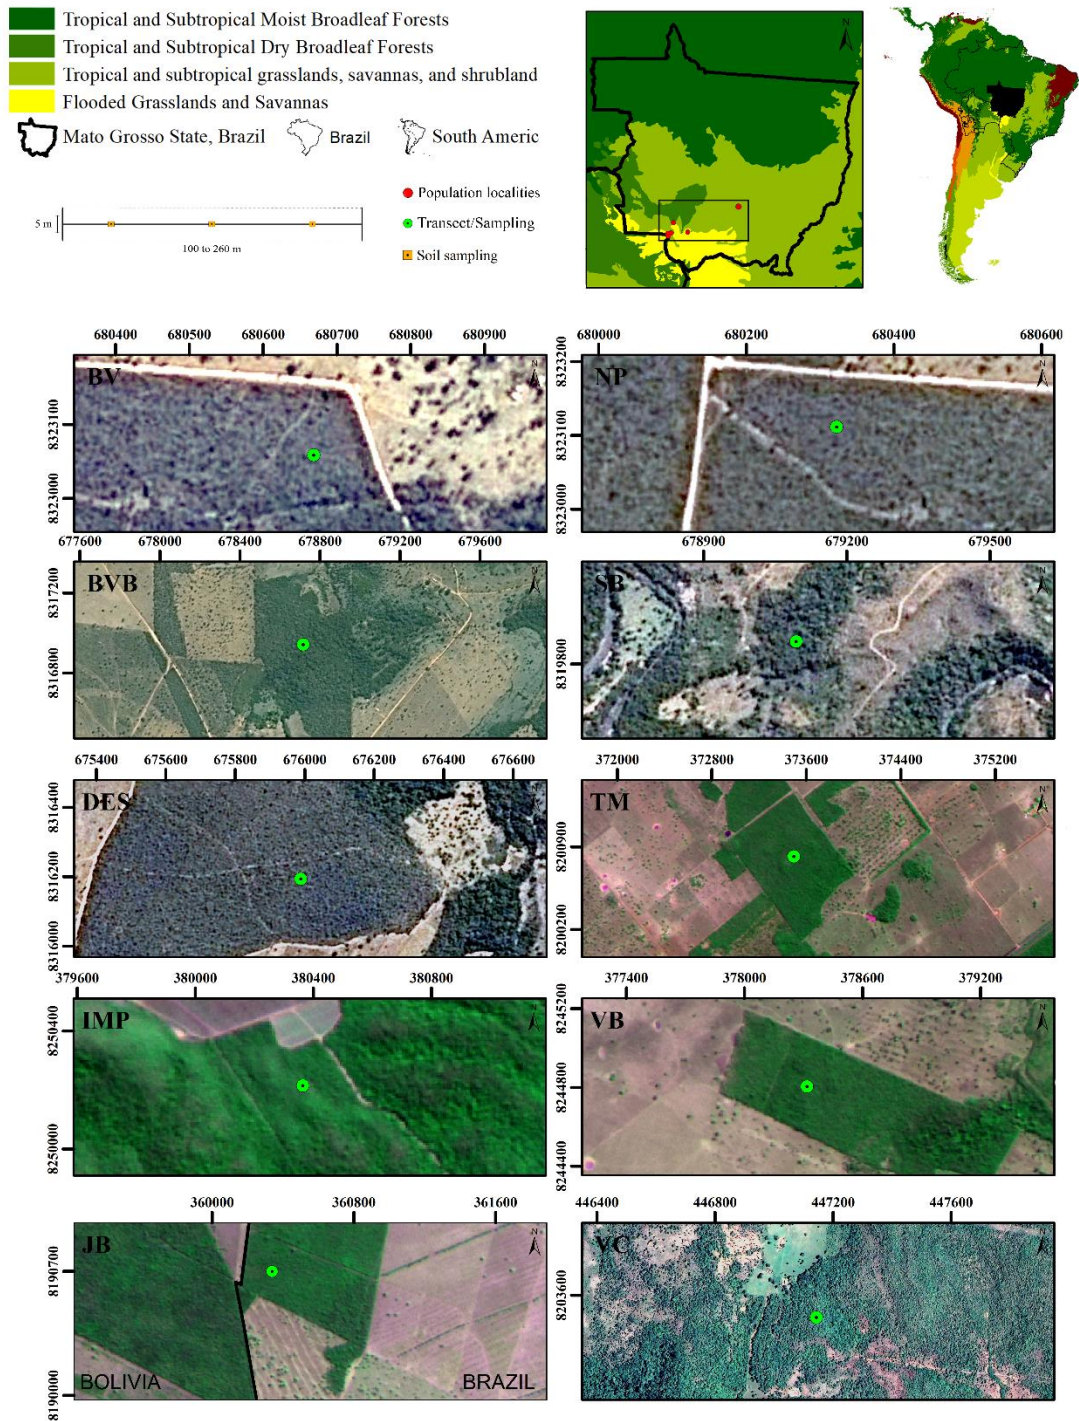 Tropical and Subtropical Moist Broadleaf Forests
Tropical and Subtropical Dry Broadleaf Forests
Tropical and subtropical grasslands, savannas, and shrubland
Flooded Grasslands and Savannas
Mato Grosso State, Brazil
Brazil
South Americ
Population localities
Transect/Sampling
Soil sampling
5 m
100 to 260 m
N
680400 680500 680600 680700 680800 680900
8323100
8323000
BV
N
680000 680200 680400 680600
8323200
8323100
8323000
NP
N
677600 678000 678400 678800 679200 679600
8317200
8316800
BVB
N
678900 679200 679500
8319800
SB
N
675400 675600 675800 676000 676200 676400 676600
8316400
8316200
8316000
DES
N
372000 372800 373600 374400 375200
8200900
8200200
TM
N
379600 380000 380400 380800
8250400
8250000
IMP
377400 378000 378600 379200
8245200
8244800
8244400
VB
N
360000 360800 361600
8190700
8190000
JB
N
BOLIVIA
BRAZIL
446400 446800 447200 447600
8203600
VC
N